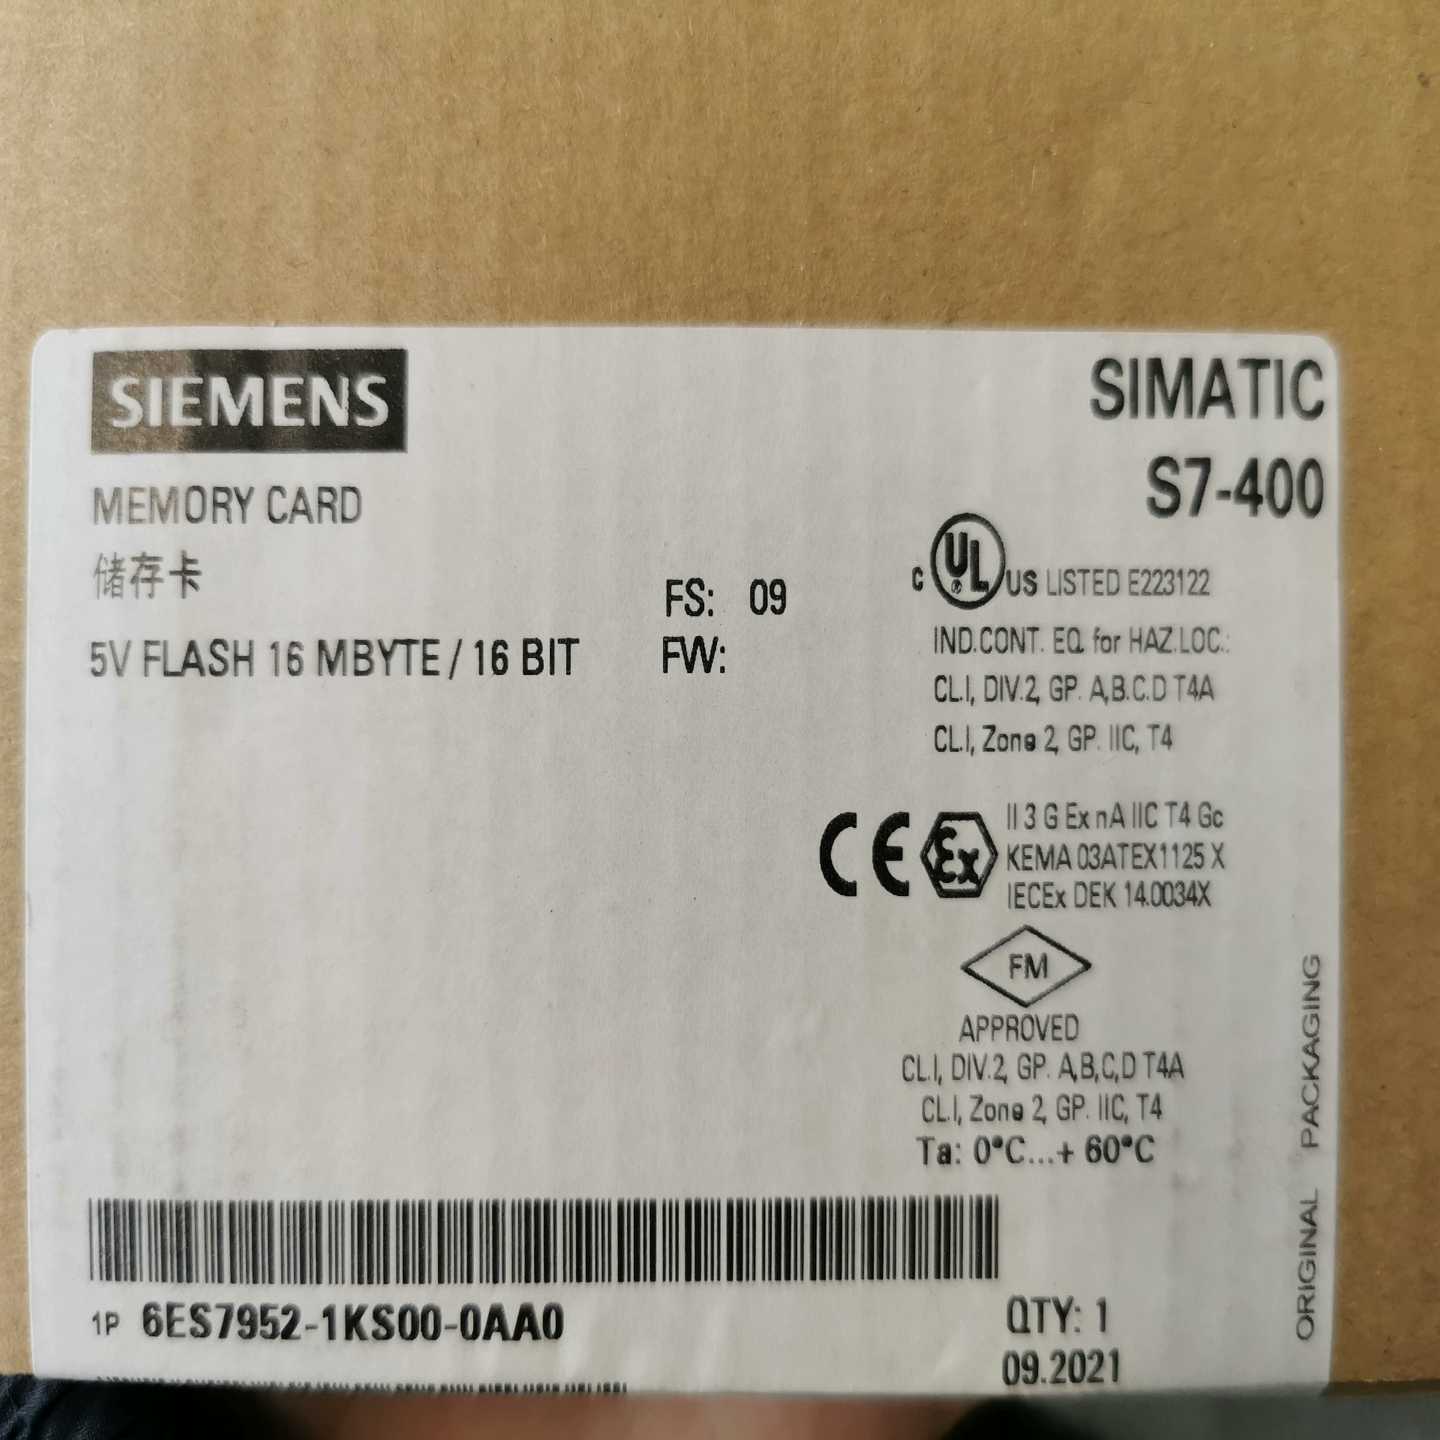 SIEMENS
SIMATIC
S7-400
MEMORY CARD
储存卡
5V FLASH 16 MBYTE / 16 BIT
FS: 09
FW:
C UL ® US LISTED E223122
IND.CONT. EQ. for HAZ.LOC.:
CL.I, DIV.2, GP. A,B.C.D T4A
CL.I, Zone 2, GP. IIC, T4
CE Ex II 3 G Ex nA IIC T4 Gc
KEMA 03ATEX1125 X
IECEx DEK 14.0034X
FM
APPROVED
CL.I, DIV.2, GP. A,B,C,D T4A
CL.I, Zone 2, GP. IIC, T4
Ta: 0°C...+ 60°C
ORIGINAL PACKAGING
1P 6ES7952-1KS00-0AA0
QTY: 1
09.2021